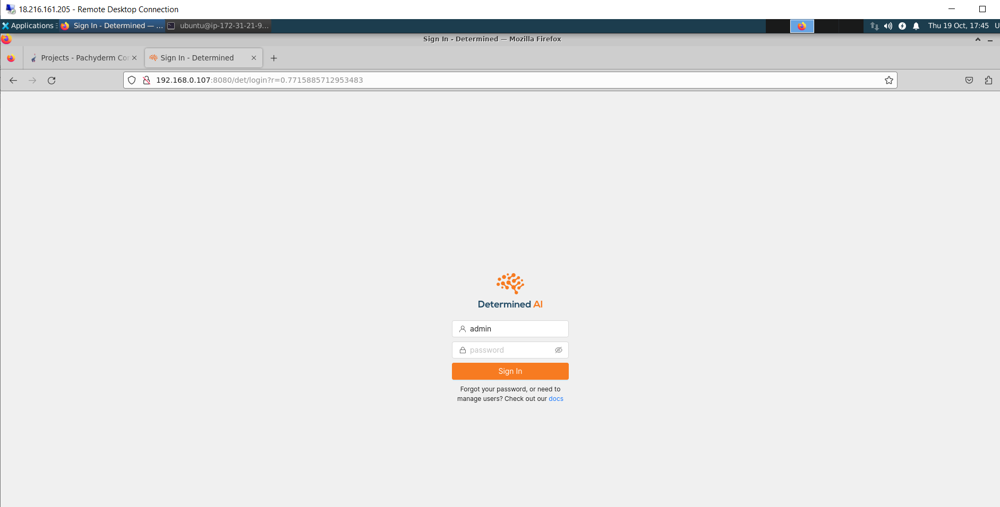 18.216.161.205 - Remote Desktop Connection
Applications Sign In - Determined — ... ubuntu@ip-172-31-21-9... Thu 19 Oct, 17:45 U
Sign In - Determined — Mozilla Firefox
Projects - Pachyderm Co Sign In - Determined
192.168.0.107:8080/det/login?r=0.7715885712953483
Determined AI
admin
password
Sign In
Forgot your password, or need to
manage users? Check out our docs